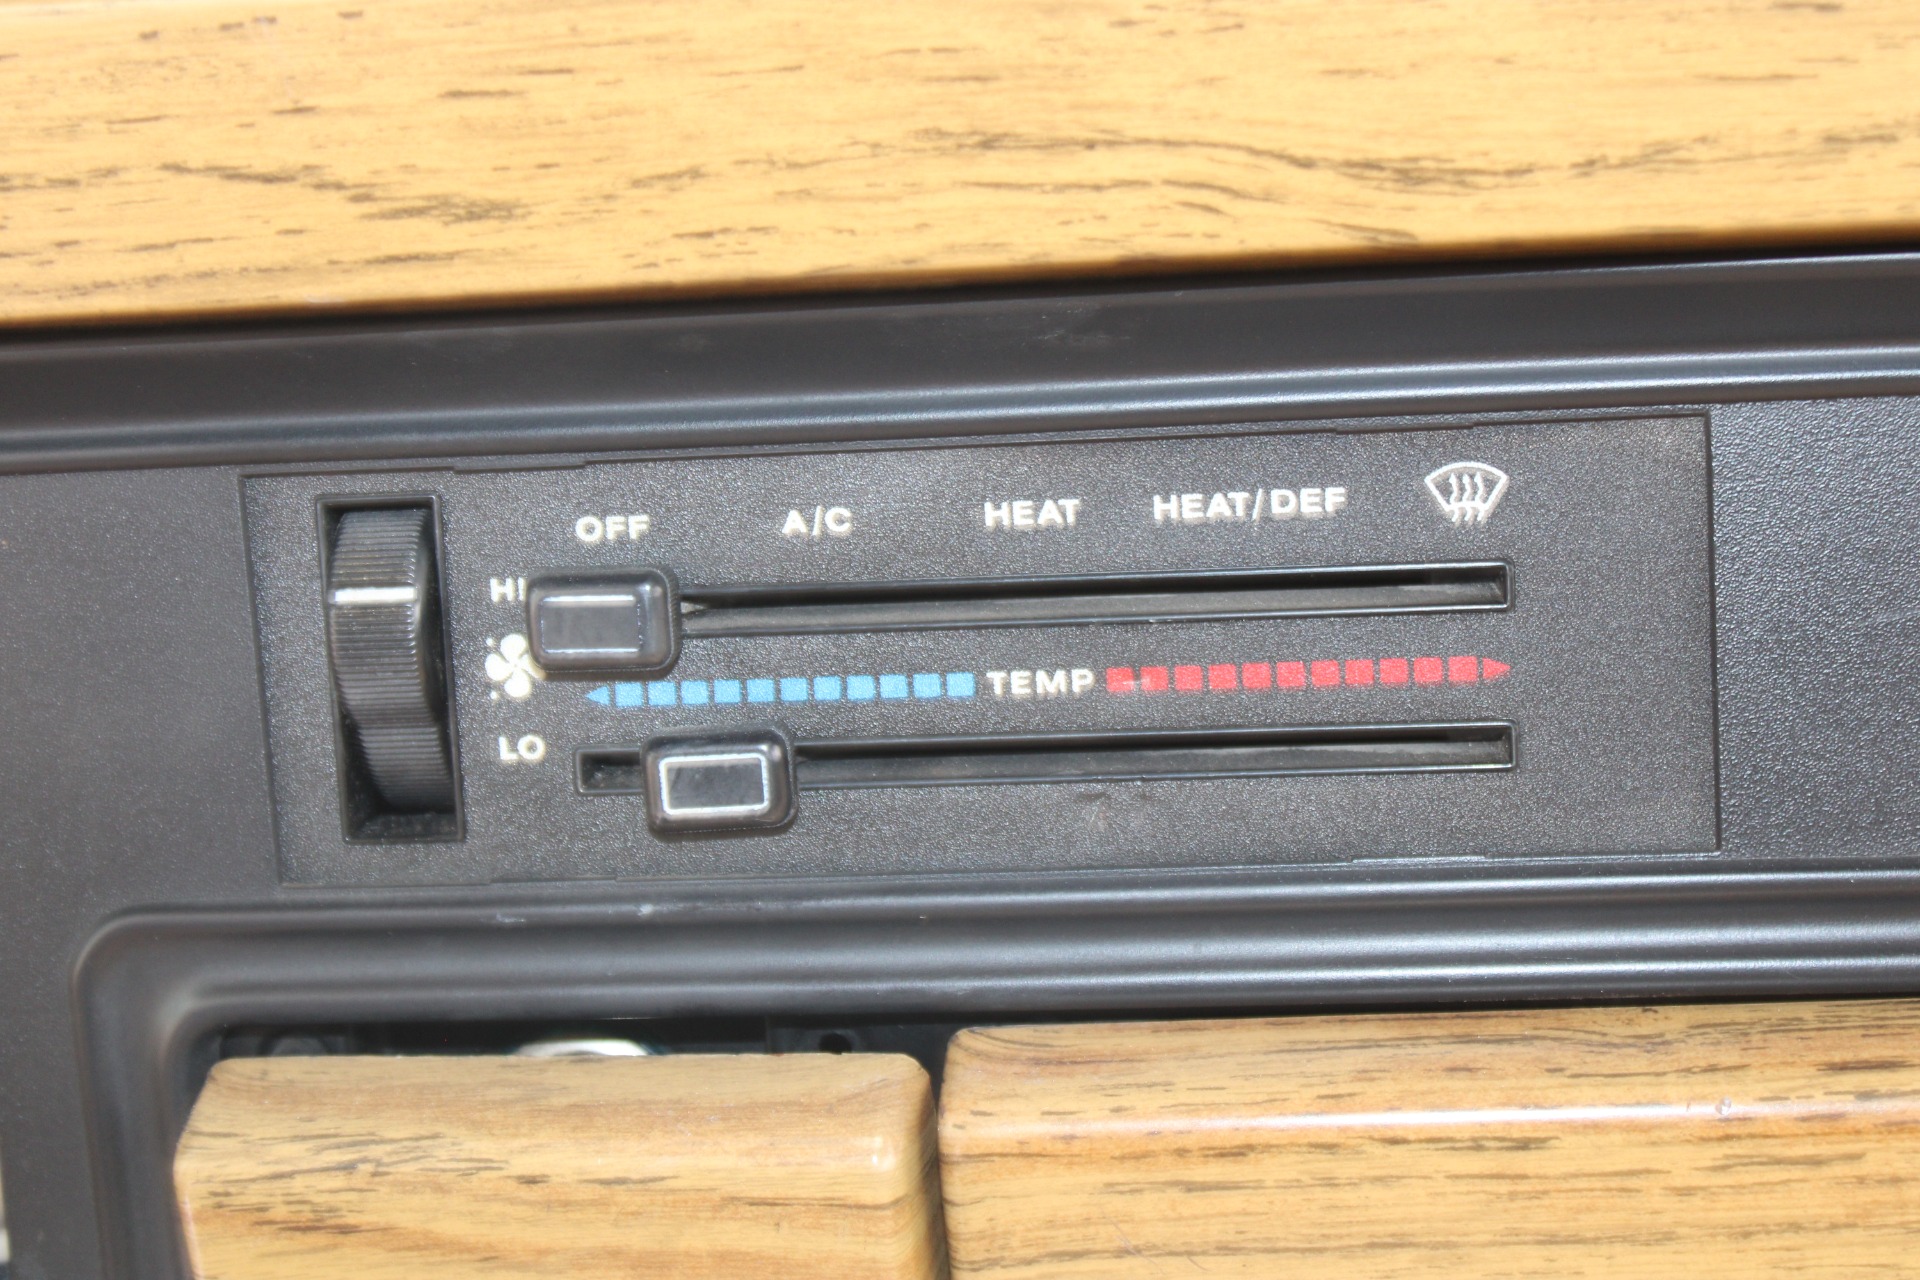 OFF A/C HEAT HEAT/DEF
HI
TEMP
LO